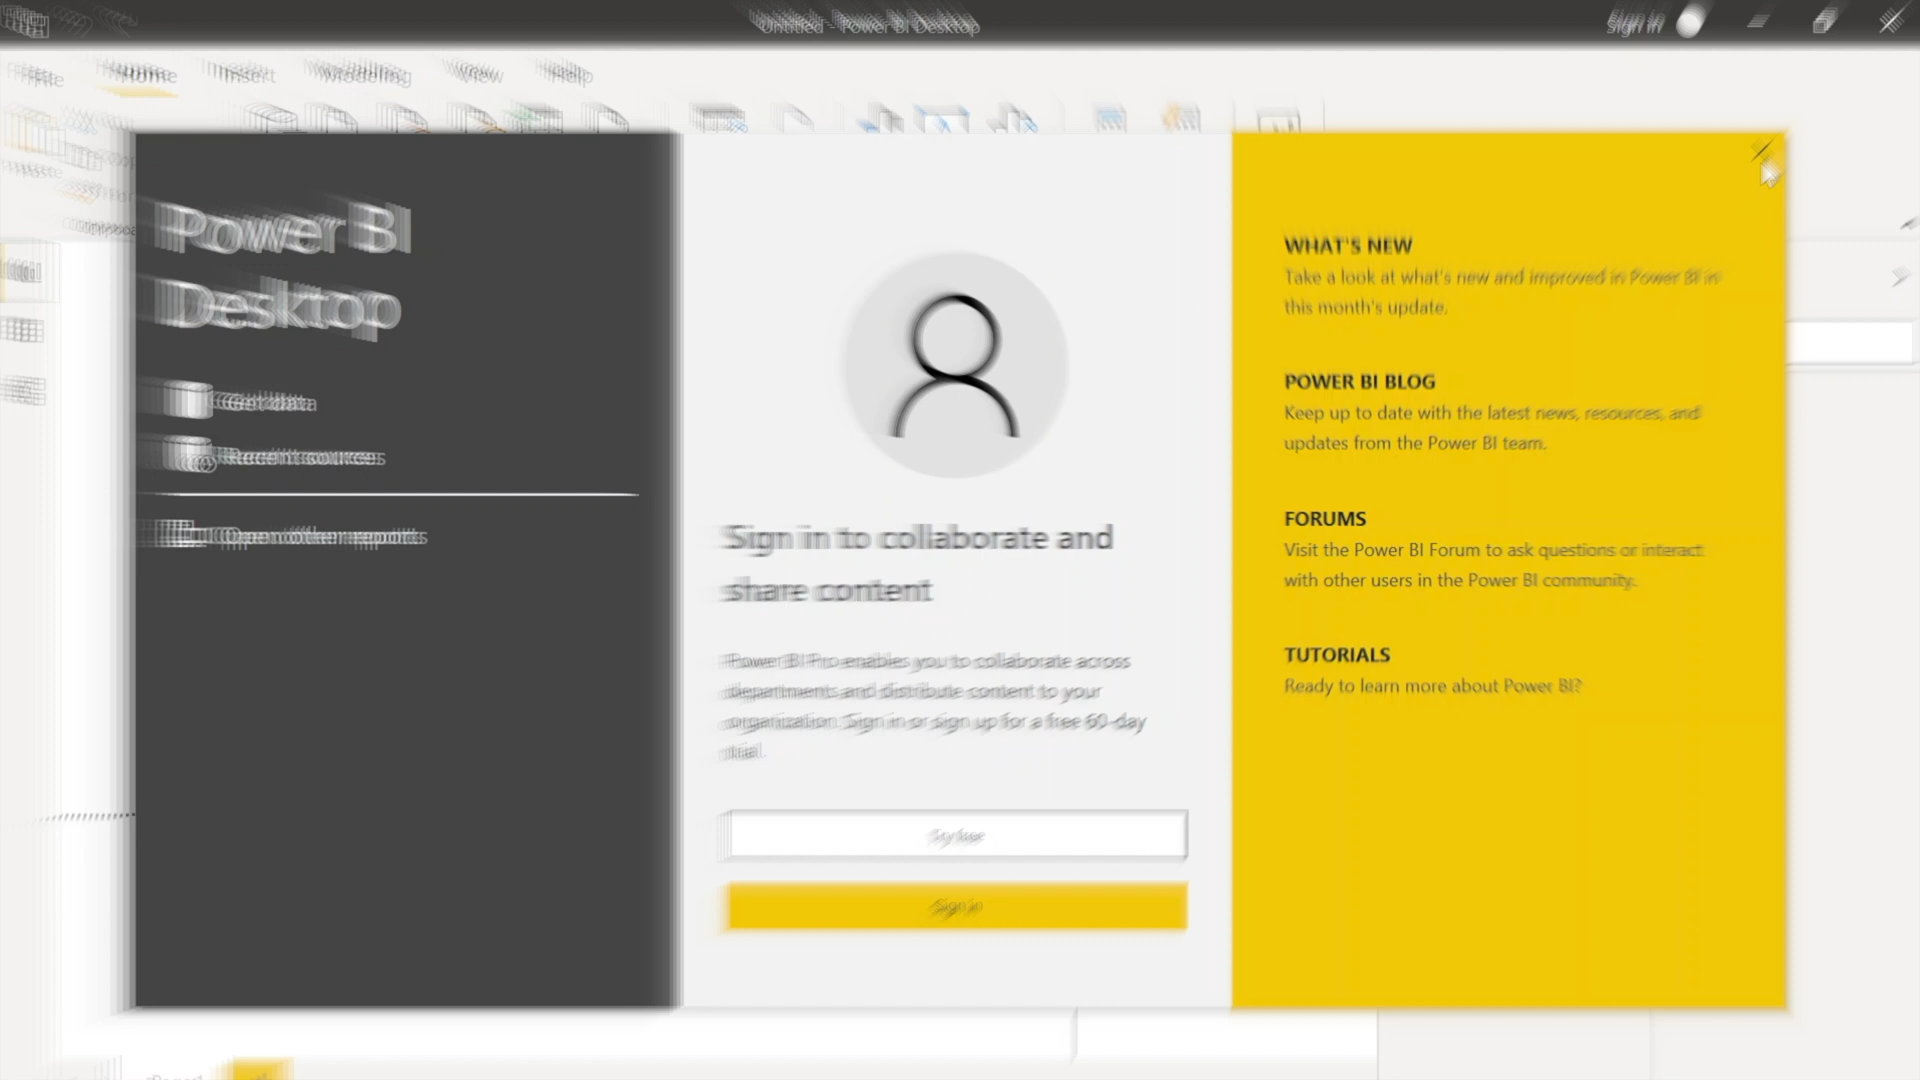 Untitled - Power BI Desktop
Sign in
File
Home
Insert
Modeling
View
Help
Paste
Clipboard
Power BI
Desktop
Get data
Recent sources
Open other reports
Sign in to collaborate and
share content
Power BI Pro enables you to collaborate across
departments and distribute content to your
organization. Sign in or sign up for a free 60-day
trial.
Try free
Sign in
WHAT'S NEW
Take a look at what's new and improved in Power BI in
this month's update.
POWER BI BLOG
Keep up to date with the latest news, resources, and
updates from the Power BI team.
FORUMS
Visit the Power BI Forum to ask questions or interact
with other users in the Power BI community.
TUTORIALS
Ready to learn more about Power BI?